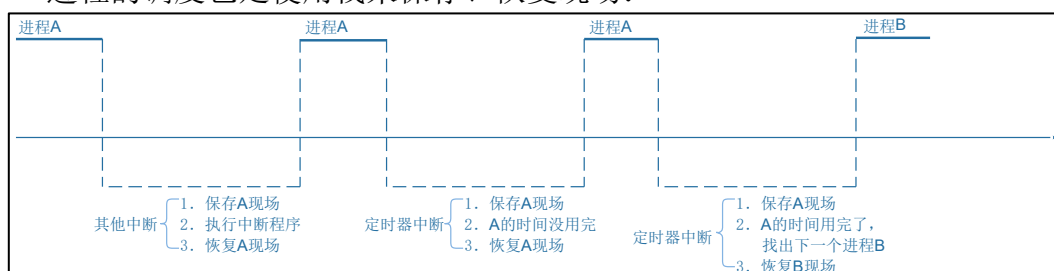 进程的调度也是使用栈来保存、恢复现场:
进程A
进程A
进程A
进程B
其他中断
1. 保存A现场
2. 执行中断程序
3. 恢复A现场
定时器中断
1. 保存A现场
2. A的时间没用完
3. 恢复A现场
定时器中断
1. 保存A现场
2. A的时间用完了，
找出下一个进程B
3. 恢复B现场